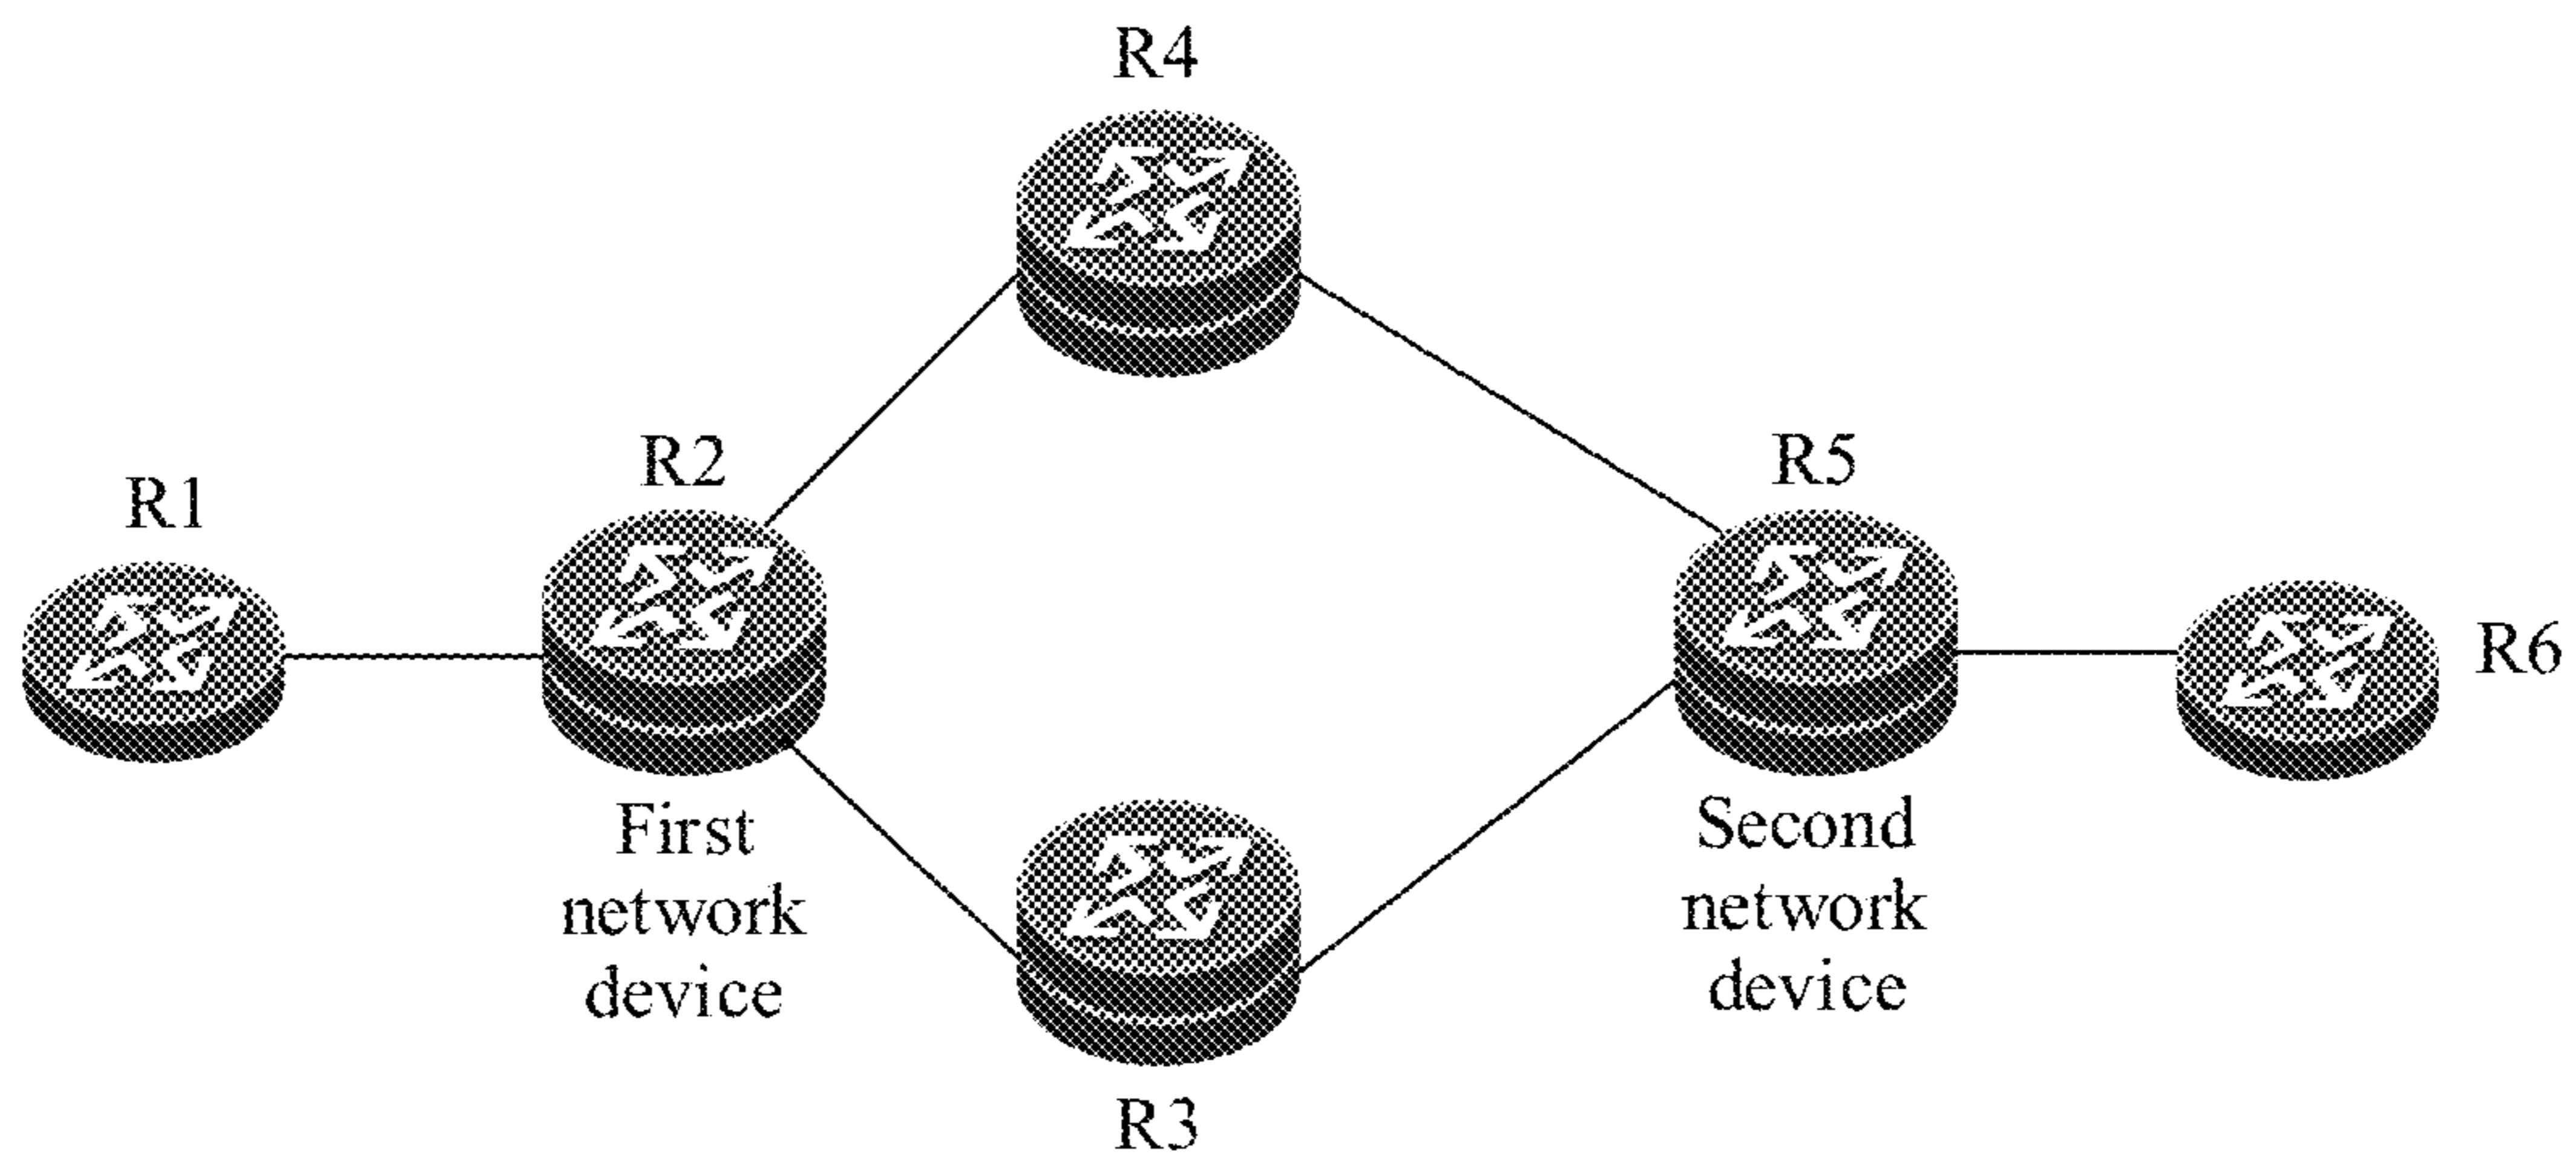 R4
R2
R5
R1
R6
First
network
device
Second
network
device
R3